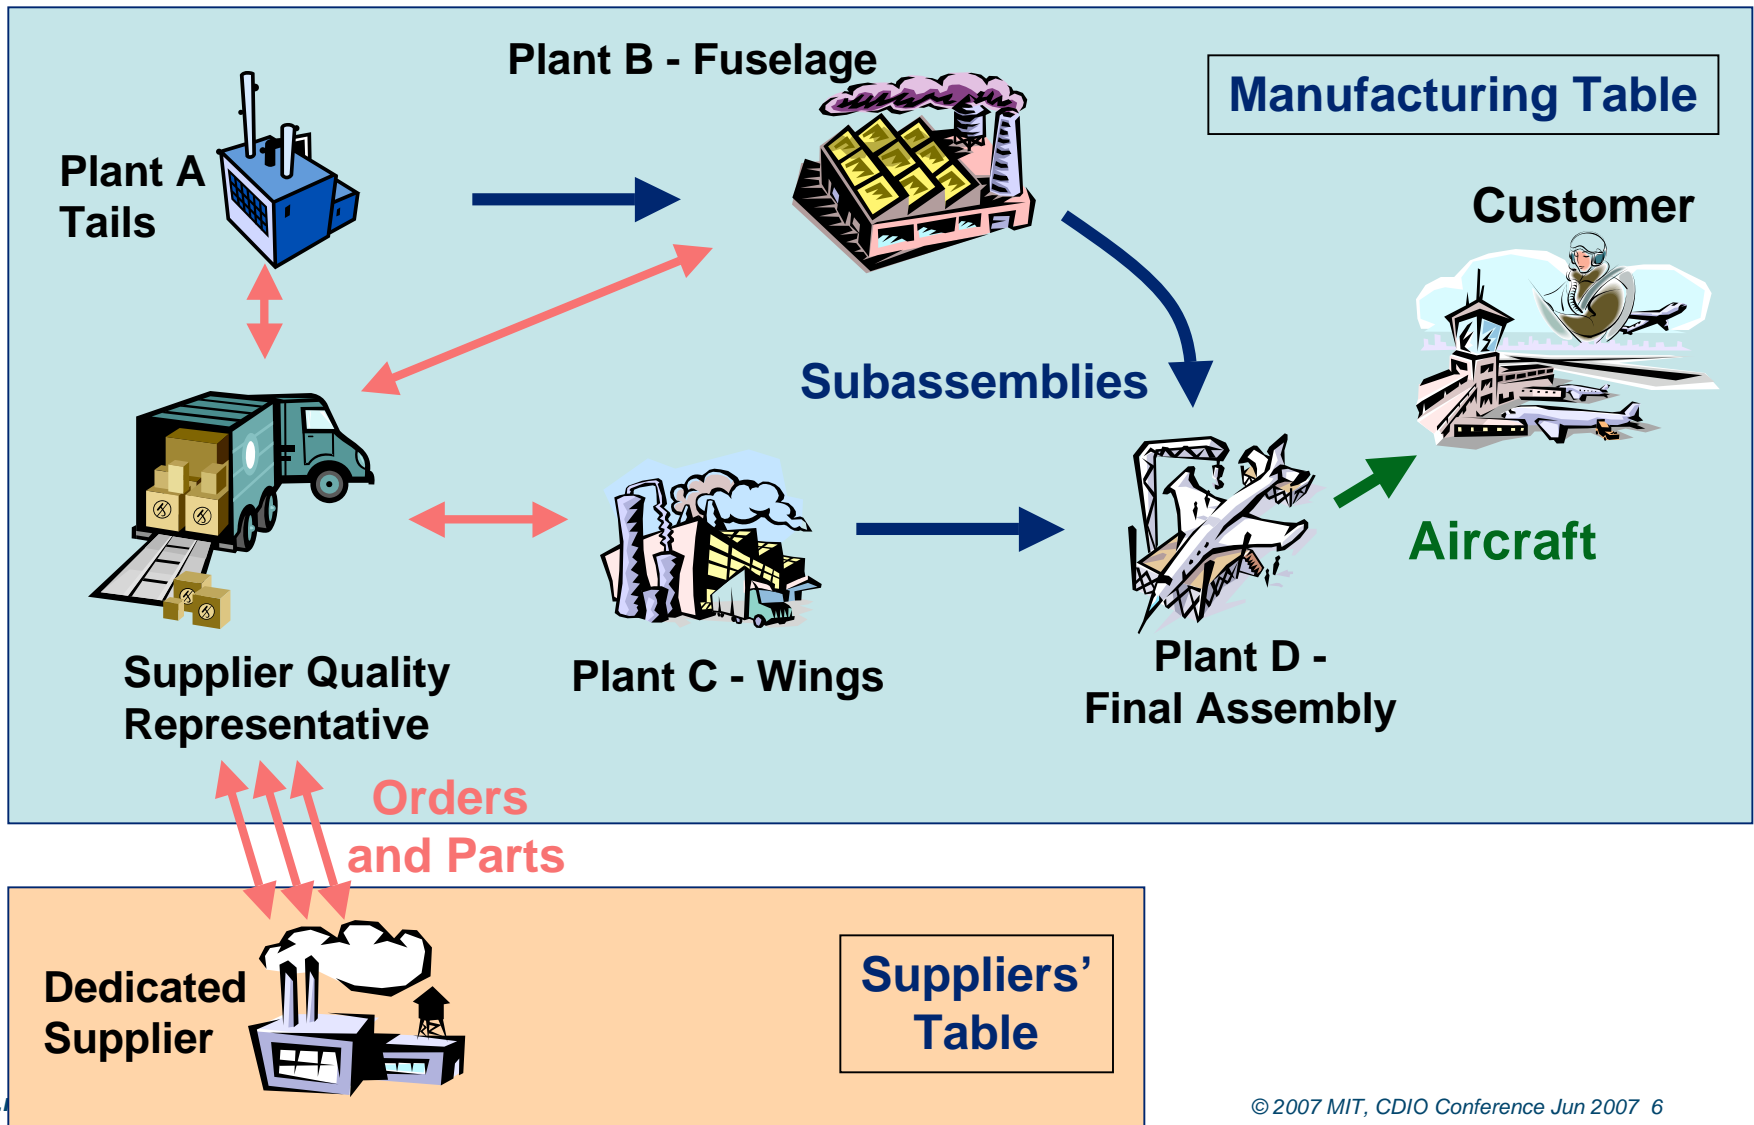 Plant B - Fuselage
Manufacturing Table
Plant A
Tails
Customer
Subassemblies
Aircraft
Supplier Quality
Representative
Plant C - Wings
Plant D -
Final Assembly
Orders
and Parts
Dedicated
Supplier
Suppliers’
Table
© 2007 MIT, CDIO Conference Jun 2007 6